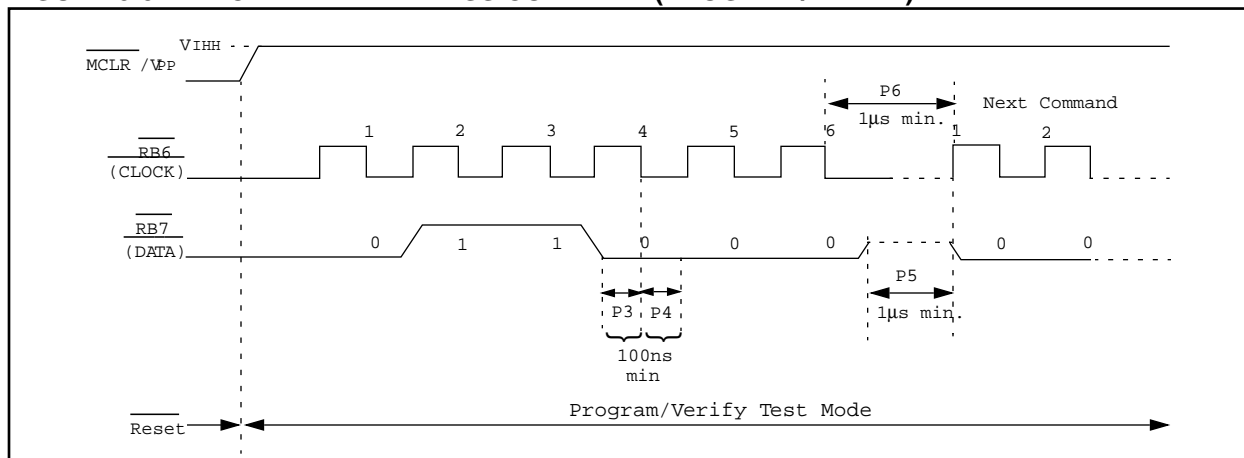 VIHH
MCLR /VPP
P6
Next Command
1µs min.
1 2 3 4 5 6 1 2
RB6
(CLOCK)
RB7
(DATA)
0 1 1 0 0 0 0 0
P5
P3 P4
1µs min.
100ns
min
Program/Verify Test Mode
Reset